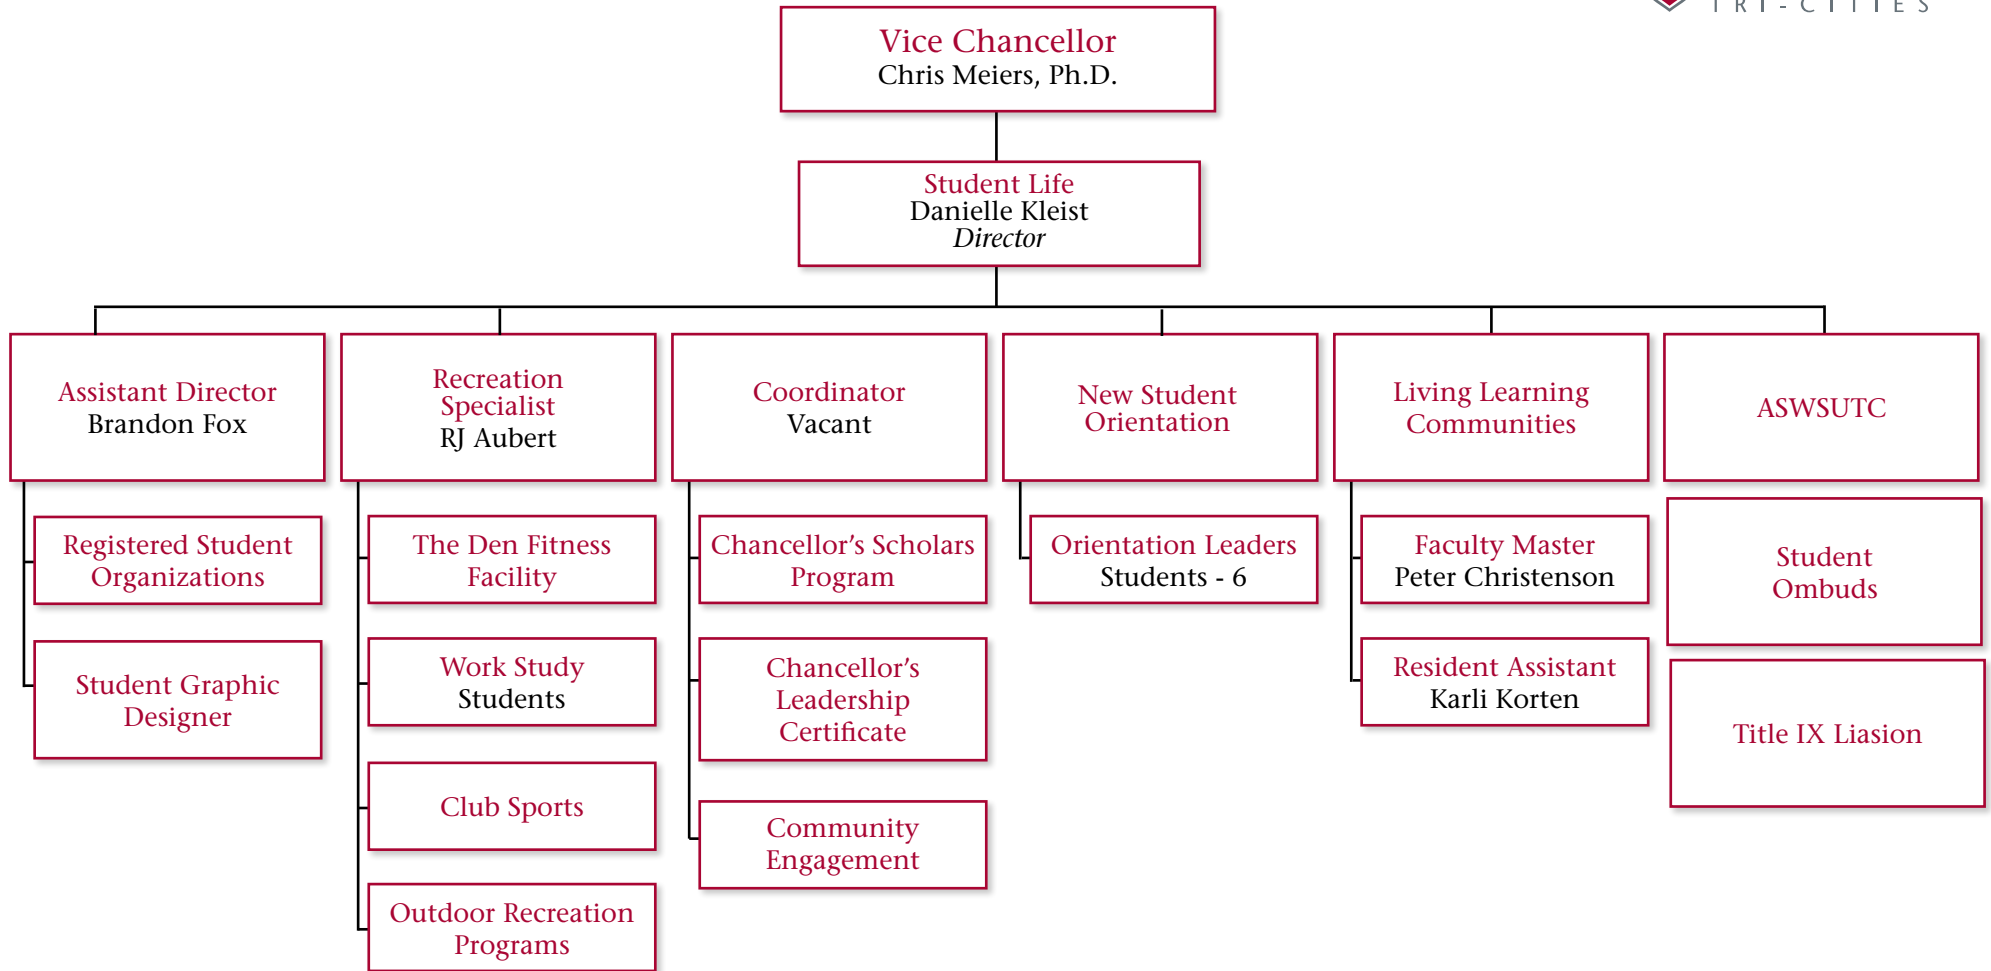 TRI-CITIES
Vice Chancellor
Chris Meiers, Ph.D.
Student Life
Danielle Kleist
Director
Assistant Director
Brandon Fox
Registered Student
Organizations
Student Graphic
Designer
Recreation
Specialist
RJ Aubert
The Den Fitness
Facility
Work Study
Students
Club Sports
Outdoor Recreation
Programs
Coordinator
Vacant
Chancellor's Scholars
Program
Chancellor's
Leadership
Certificate
Community
Engagement
New Student
Orientation
Orientation Leaders
Students - 6
Living Learning
Communities
Faculty Master
Peter Christenson
Resident Assistant
Karli Korten
ASWSUTC
Student
Ombuds
Title IX Liasion